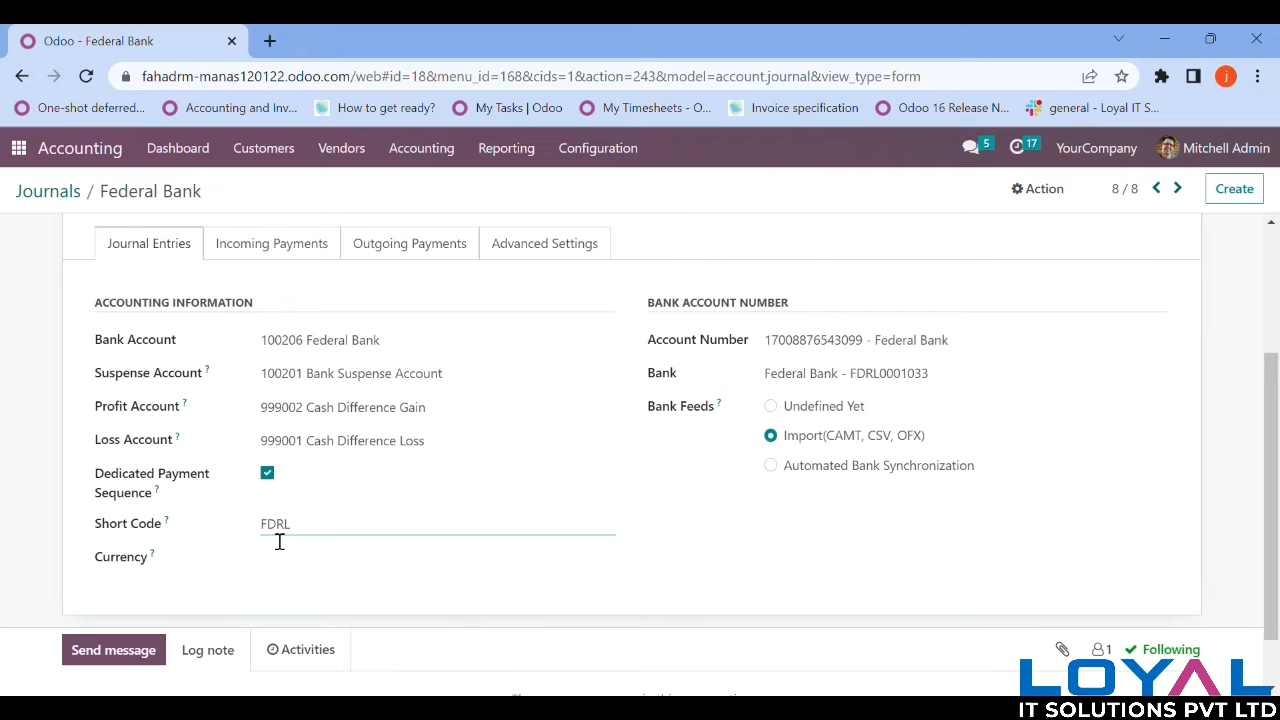 Odoo - Federal Bank
fahadrm-manas120122.odoo.com/web#id=18&menu_id=168&cids=1&action=243&model=account.journal&view_type=form
j
One-shot deferred... Accounting and Inv... How to get ready? My Tasks | Odoo My Timesheets - O... Invoice specification Odoo 16 Release N... general - Loyal IT S...
Accounting Dashboard Customers Vendors Accounting Reporting Configuration 5 17 YourCompany Mitchell Admin
Journals / Federal Bank Action 8 / 8 Create
Journal Entries Incoming Payments Outgoing Payments Advanced Settings
ACCOUNTING INFORMATION BANK ACCOUNT NUMBER
Bank Account 100206 Federal Bank Account Number 17008876543099 - Federal Bank
Suspense Account ? 100201 Bank Suspense Account Bank Federal Bank - FDRL0001033
Profit Account ? 999002 Cash Difference Gain Bank Feeds ? Undefined Yet
Loss Account ? 999001 Cash Difference Loss Import(CAMT, CSV, OFX)
Dedicated Payment Automated Bank Synchronization
Sequence ?
Short Code ? FDRL
Currency ?
Send message Log note Activities 1 Following
LOYAL
IT SOLUTIONS PVT LTD